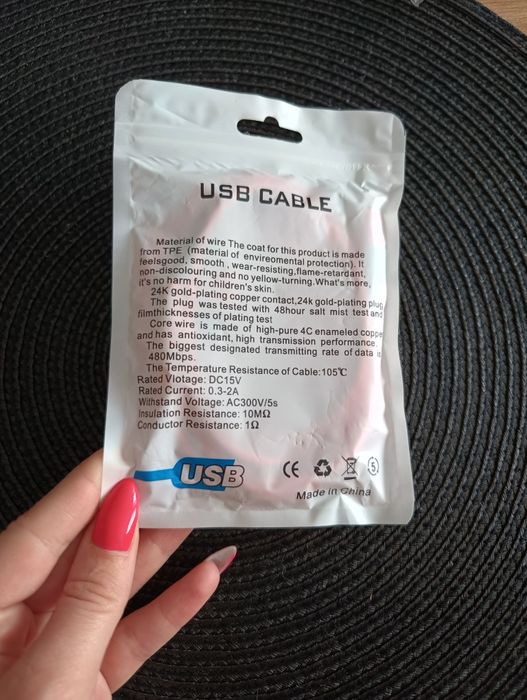 USB CABLE
Material of wire The coat for this product is made
from TPE (material of envireomental protection). It
feelsgood, smooth , wear-resisting,flame-retardant,
non-discolouring and no yellow-turning.What's more,
it's no harm for children's skin.
24K gold-plating copper contact,24k gold-plating plug
The plug was tested with 48hour salt mist test and
filmthicknesses of plating test
Core wire is made of high-pure 4C enameled copper
and has antioxidant, high transmission performance.
The biggest designated transmitting rate of data is
480Mbps.
The Temperature Resistance of Cable:105℃
Rated Vlotage: DC15V
Rated Current: 0.3-2A
Withstand Voltage: AC300V/5s
Insulation Resistance: 10MΩ
Conductor Resistance: 1Ω
USB CE 5
Made in China